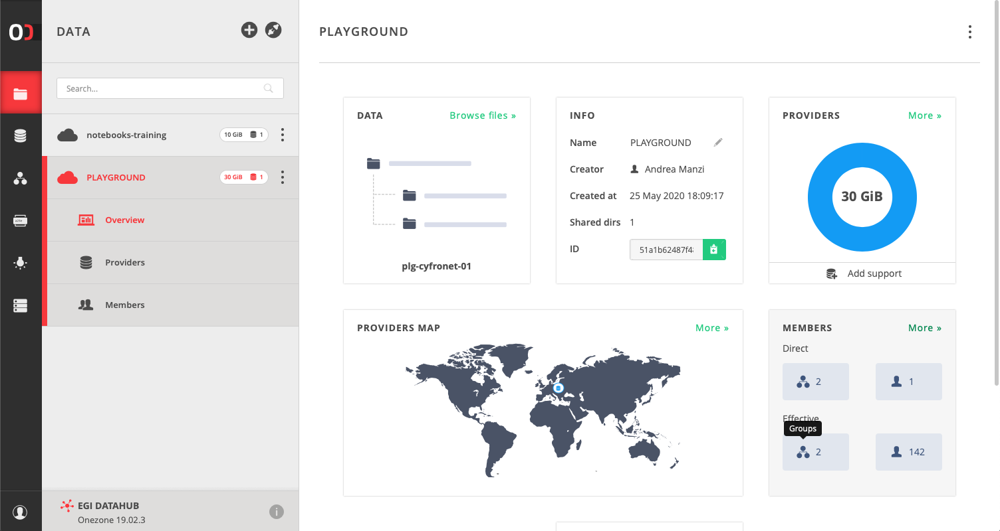 DATA
Search...
notebooks-training
10 GiB 1
PLAYGROUND
30 GiB 1
Overview
Providers
Members
EGI DATAHUB
Onezone 19.02.3
PLAYGROUND
DATA
Browse files »
plg-cyfronet-01
INFO
Name PLAYGROUND
Creator Andrea Manzi
Created at 25 May 2020 18:09:17
Shared dirs 1
ID 51a1b62487f4
PROVIDERS
More »
30 GiB
Add support
PROVIDERS MAP
More »
MEMBERS
More »
Direct
2
1
Effective
Groups
2
142